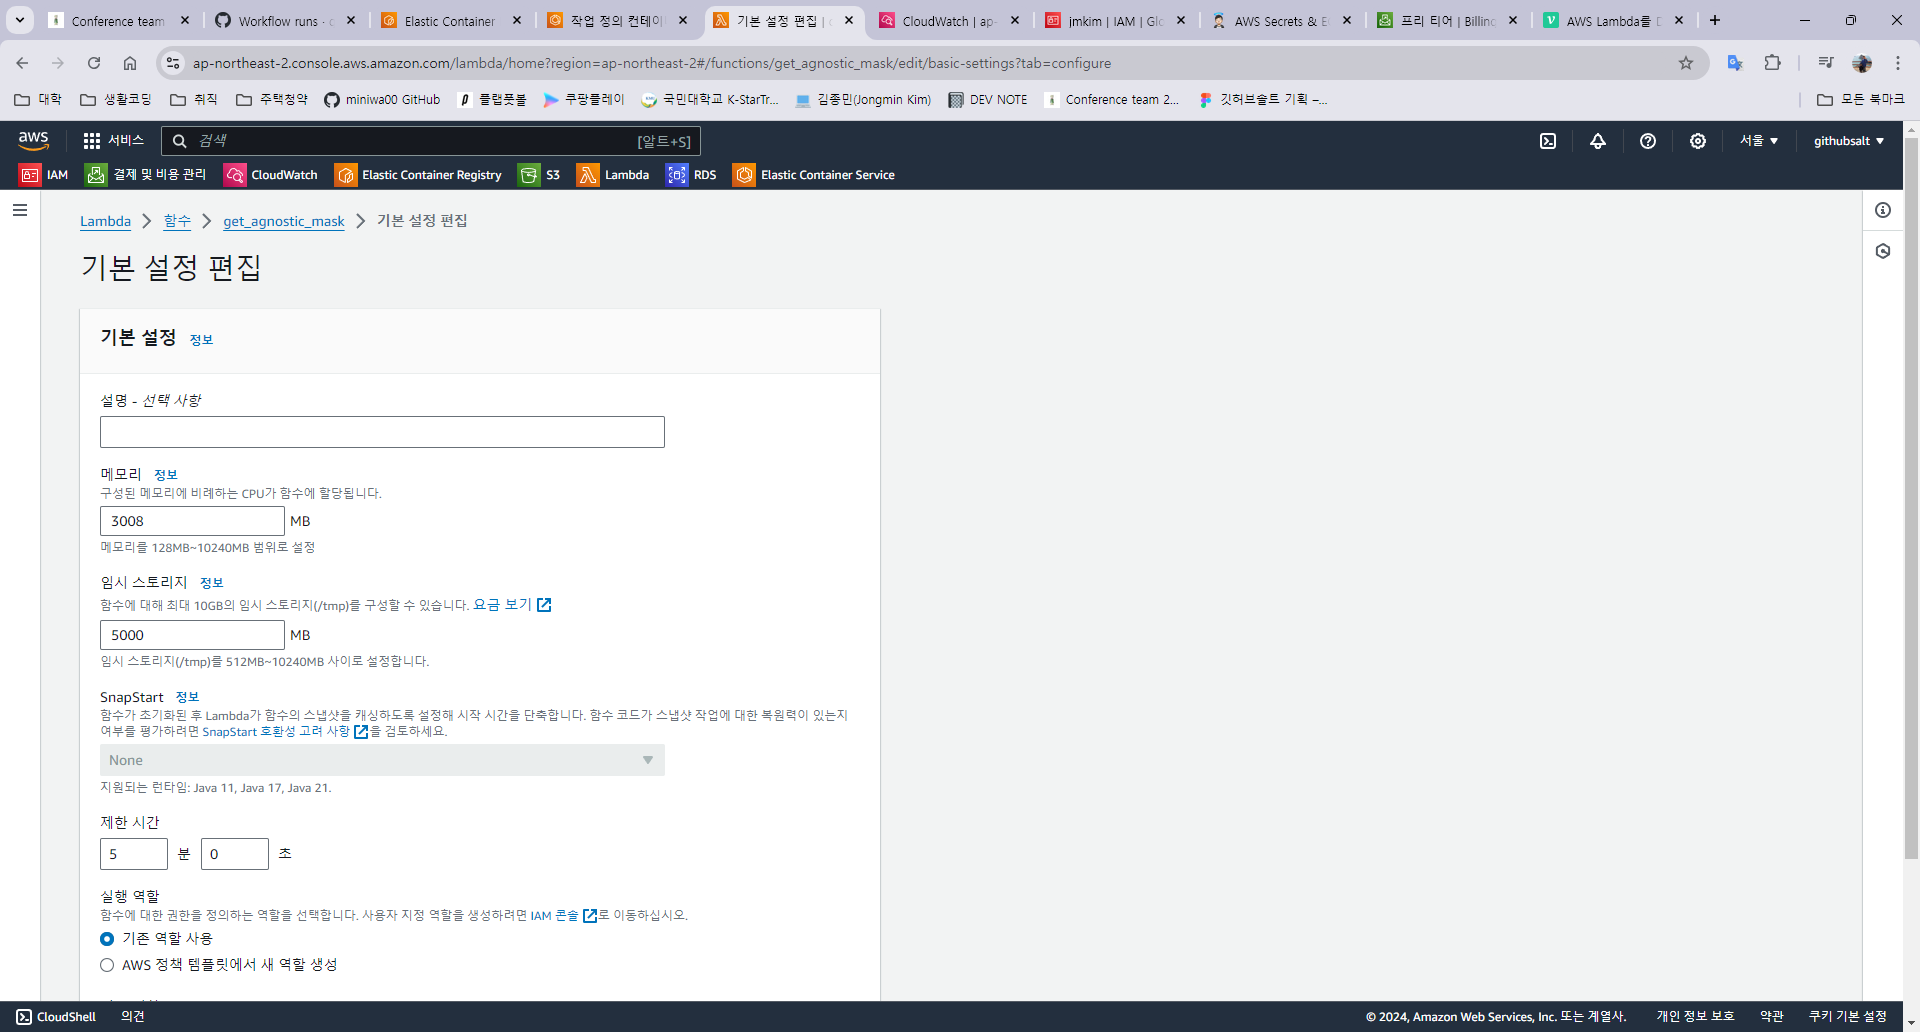 Conference team
Workflow runs · c
Elastic Container
작업 정의 컨테이너
기본 설정 편집 | c
CloudWatch | ap-
jmkim | IAM | Glo
AWS Secrets & E
프리 티어 | Billing
AWS Lambda를 D
ap-northeast-2.console.aws.amazon.com/lambda/home?region=ap-northeast-2#/functions/get_agnostic_mask/edit/basic-settings?tab=configure
대학
생활코딩
취직
주택청약
miniwa00 GitHub
플랩풋볼
쿠팡플레이
국민대학교 K-StarTr...
김종민(Jongmin Kim)
DEV NOTE
Conference team 2...
깃허브솔트 기획 –...
모든 북마크
aws
서비스
검색
[알트+S]
서울
githubsalt
IAM
결제 및 비용 관리
CloudWatch
Elastic Container Registry
S3
Lambda
RDS
Elastic Container Service
Lambda
함수
get_agnostic_mask
기본 설정 편집
기본 설정 편집
기본 설정 정보
설명 - 선택 사항
메모리 정보
구성된 메모리에 비례하는 CPU가 함수에 할당됩니다.
3008 MB
메모리를 128MB~10240MB 범위로 설정
임시 스토리지 정보
함수에 대해 최대 10GB의 임시 스토리지(/tmp)를 구성할 수 있습니다. 요금 보기
5000 MB
임시 스토리지(/tmp)를 512MB~10240MB 사이로 설정합니다.
SnapStart 정보
함수가 초기화된 후 Lambda가 함수의 스냅샷을 캐싱하도록 설정해 시작 시간을 단축합니다. 함수 코드가 스냅샷 작업에 대한 복원력이 있는지
여부를 평가하려면 SnapStart 호환성 고려 사항을 검토하세요.
None
지원되는 런타임: Java 11, Java 17, Java 21.
제한 시간
5 분 0 초
실행 역할
함수에 대한 권한을 정의하는 역할을 선택합니다. 사용자 지정 역할을 생성하려면 IAM 콘솔로 이동하십시오.
기존 역할 사용
AWS 정책 템플릿에서 새 역할 생성
CloudShell
의견
© 2024, Amazon Web Services, Inc. 또는 계열사.
개인 정보 보호
약관
쿠키 기본 설정